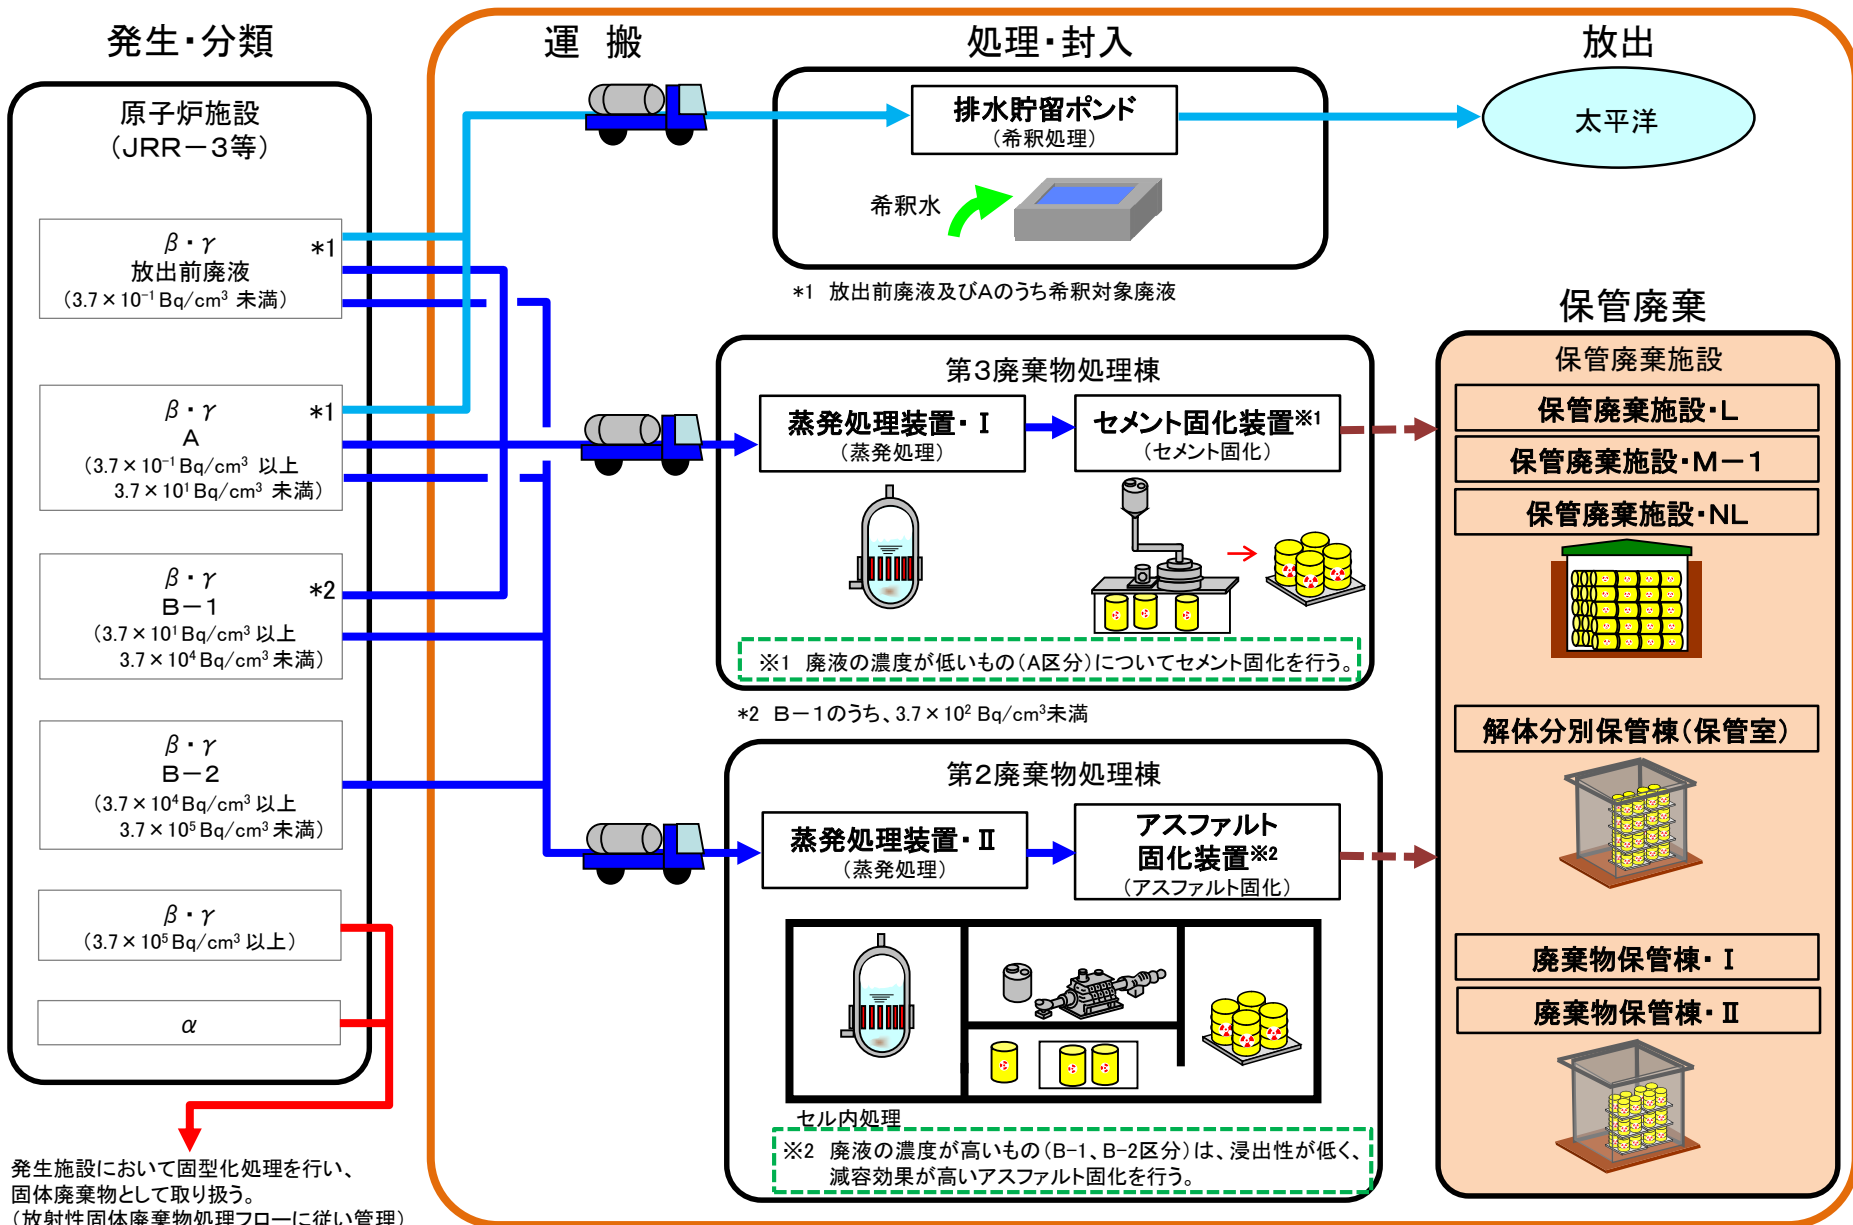 発生・分類
原子炉施設
（JRR－3等）
β・γ
*1
放出前廃液
（3.7×10⁻¹Bq/cm³ 未満）
β・γ
*1
A
（3.7×10⁻¹Bq/cm³ 以上
3.7×10¹Bq/cm³ 未満）
β・γ
*2
B－1
（3.7×10¹Bq/cm³ 以上
3.7×10⁴Bq/cm³ 未満）
β・γ
B－2
（3.7×10⁴Bq/cm³ 以上
3.7×10⁵Bq/cm³ 未満）
β・γ
（3.7×10⁵Bq/cm³ 以上）
α
発生施設において固型化処理を行い、
固体廃棄物として取り扱う。
（放射性固体廃棄物処理フローに従い管理）
運 搬
処理・封入
排水貯留ポンド
（希釈処理）
希釈水
*1 放出前廃液及びAのうち希釈対象廃液
第3廃棄物処理棟
蒸発処理装置・Ⅰ
（蒸発処理）
セメント固化装置※1
（セメント固化）
※1 廃液の濃度が低いもの（A区分）についてセメント固化を行う。
*2 B－1のうち、3.7×10² Bq/cm³未満
第2廃棄物処理棟
蒸発処理装置・Ⅱ
（蒸発処理）
アスファルト
固化装置※2
（アスファルト固化）
セル内処理
※2 廃液の濃度が高いもの（B-1、B-2区分）は、浸出性が低く、
減容効果が高いアスファルト固化を行う。
放出
太平洋
保管廃棄
保管廃棄施設
保管廃棄施設・L
保管廃棄施設・M－1
保管廃棄施設・NL
解体分別保管棟（保管室）
廃棄物保管棟・Ⅰ
廃棄物保管棟・Ⅱ